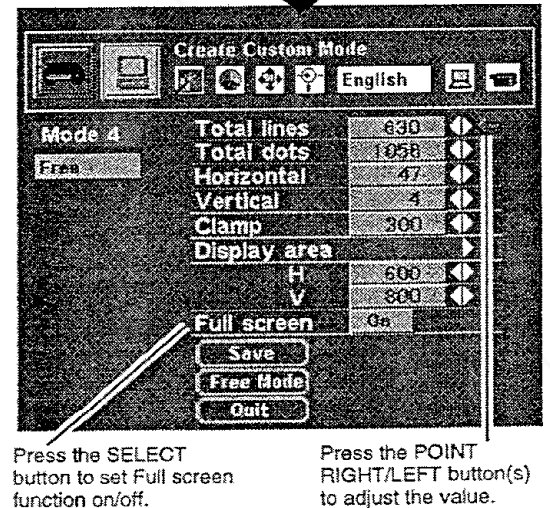 Create Custom Mode
English
Mode 4
Free
Total lines 630
Total dots 1058
Horizontal 47
Vertical 4
Clamp 300
Display area
H 600
V 800
Full screen On
Save
Free Mode
Quit
Press the SELECT
button to set Full screen
function on/off.
Press the POINT
RIGHT/LEFT button(s)
to adjust the value.